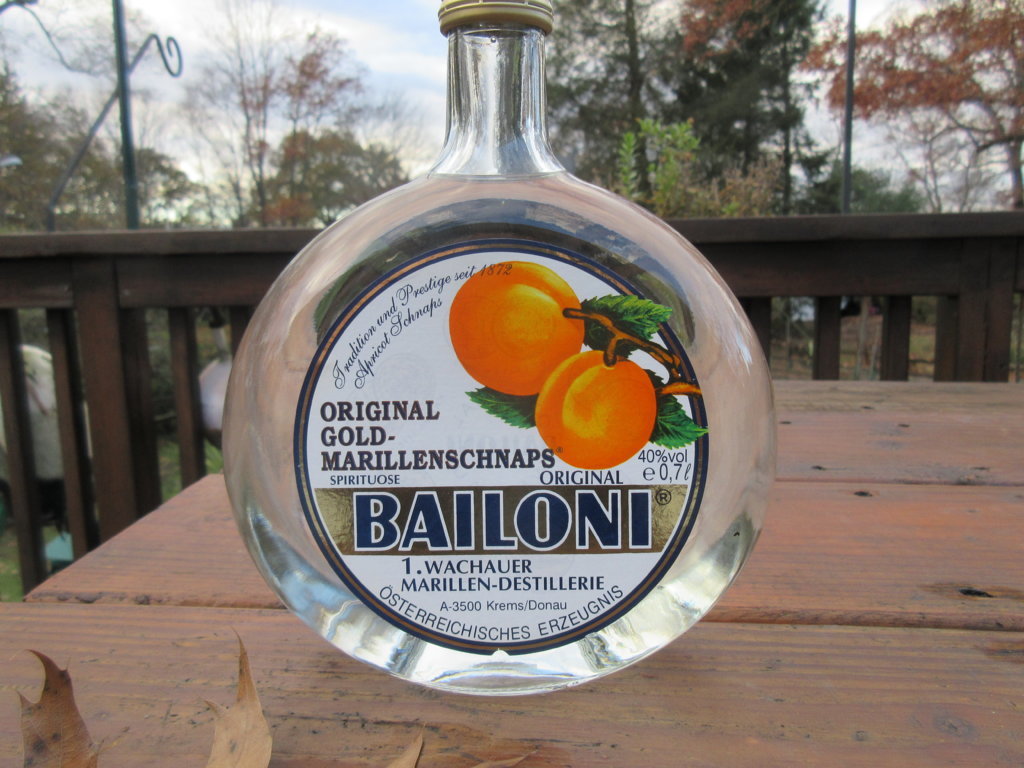 Tradition und Prestige seit 1872
Apricot Schnaps
ORIGINAL
GOLD-
MARILLENSCHNAPS®
SPIRITUOSE
ORIGINAL
40%vol
e 0,7 ℓ
BAILONI®
1. WACHAUER
MARILLEN-DESTILLERIE
A-3500 Krems/Donau
ÖSTERREICHISCHES ERZEUGNIS